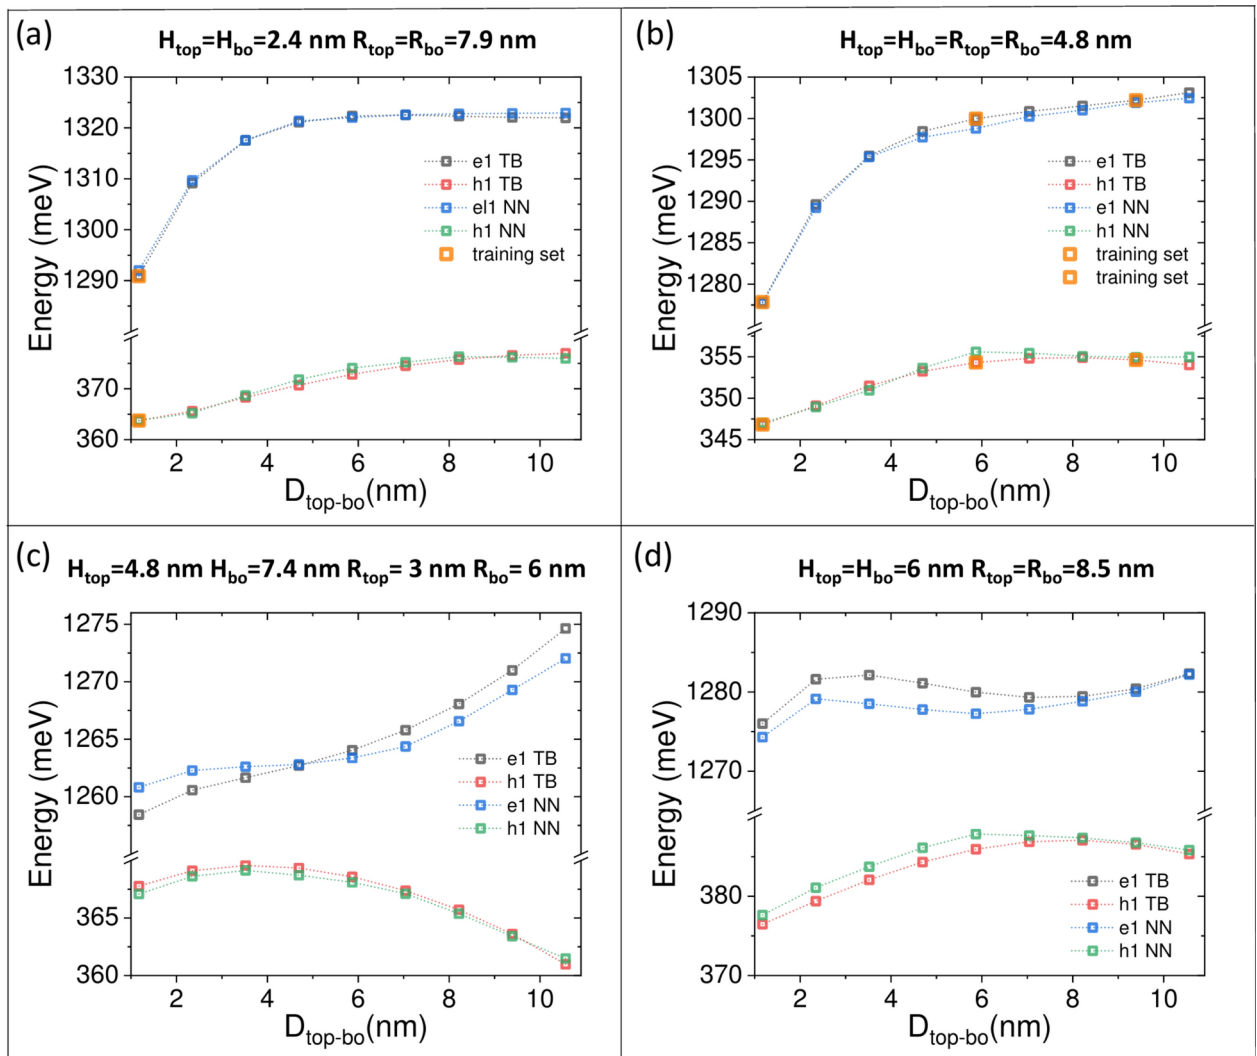 (a)
H_top=H_bo=2.4 nm R_top=R_bo=7.9 nm
1330
1320
1310
1300
1290
370
360
Energy (meV)
e1 TB
h1 TB
el1 NN
h1 NN
training set
2 4 6 8 10
D_top-bo(nm)
(b)
H_top=H_bo=R_top=R_bo=4.8 nm
1305
1300
1295
1290
1285
1280
355
350
345
Energy (meV)
e1 TB
h1 TB
e1 NN
h1 NN
training set
training set
2 4 6 8 10
D_top-bo(nm)
(c)
H_top=4.8 nm H_bo=7.4 nm R_top= 3 nm R_bo= 6 nm
1275
1270
1265
1260
365
360
Energy (meV)
e1 TB
h1 TB
e1 NN
h1 NN
2 4 6 8 10
D_top-bo(nm)
(d)
H_top=H_bo=6 nm R_top=R_bo=8.5 nm
1290
1280
1270
380
370
Energy (meV)
e1 TB
h1 TB
e1 NN
h1 NN
2 4 6 8 10
D_top-bo(nm)